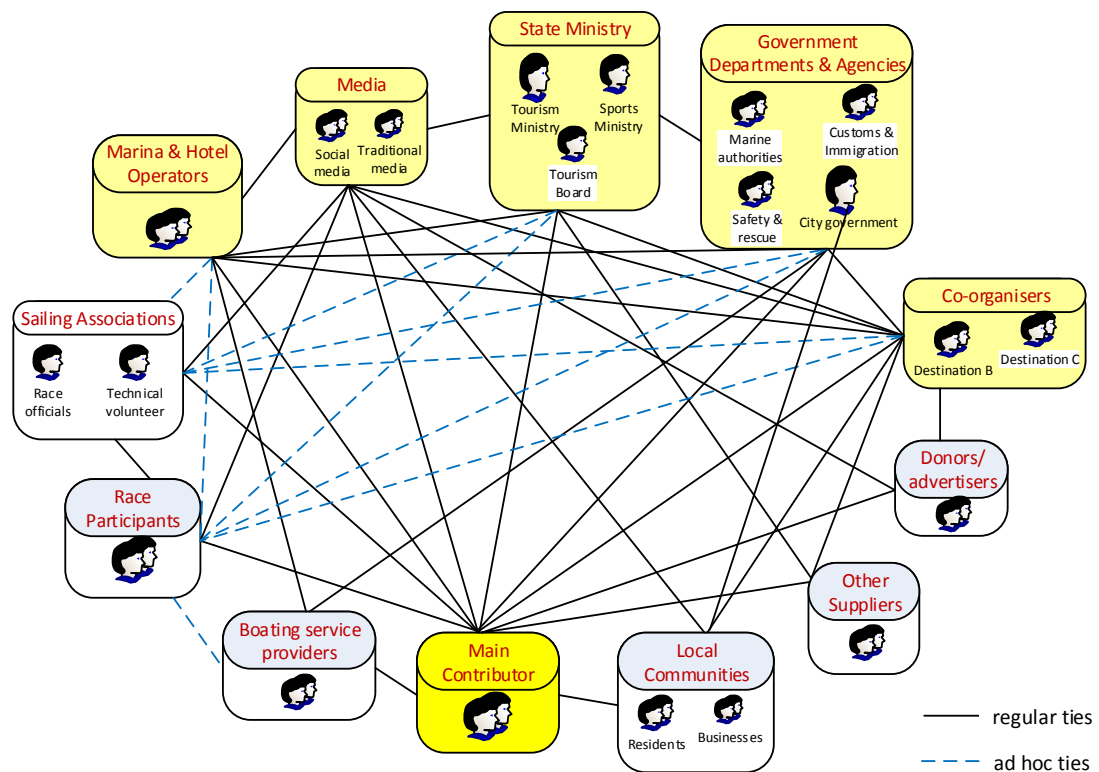 State Ministry
Tourism
Ministry
Sports
Ministry
Tourism
Board
Government
Departments & Agencies
Marine
authorities
Customs &
Immigration
Safety &
rescue
City government
Media
Social
media
Traditional
media
Marina & Hotel
Operators
Sailing Associations
Race
officials
Technical
volunteer
Co-organisers
Destination B
Destination C
Donors/
advertisers
Race
Participants
Other
Suppliers
Boating service
providers
Main
Contributor
Local
Communities
Residents
Businesses
regular ties
ad hoc ties